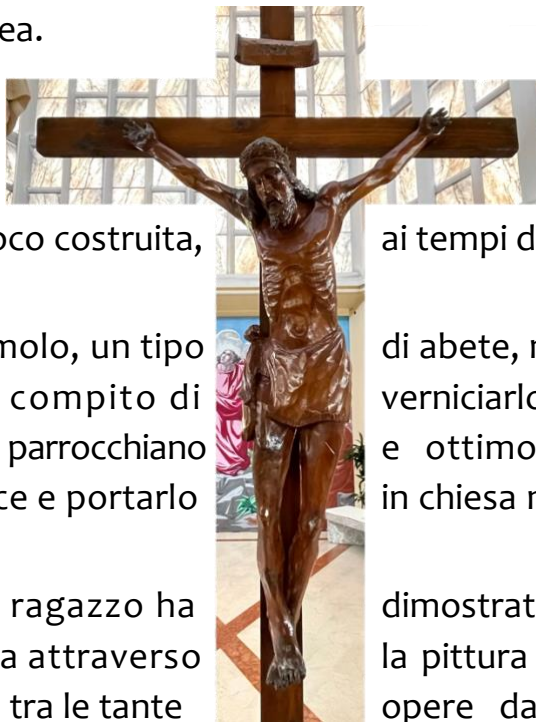 ea.
oco costruita, ai tempi d
molo, un tipo di abete,
compito di verniciarlo
parrocchiano e ottimo
ce e portarlo in chiesa
ragazzo ha dimostrat
a attraverso la pittura
tra le tante opere da